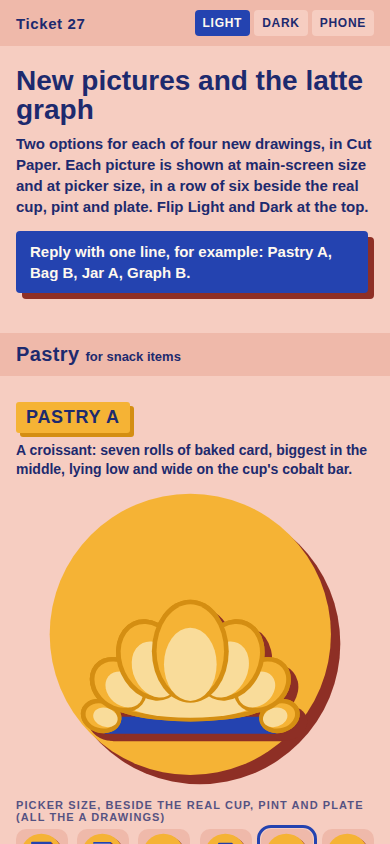 Ticket 27
LIGHT DARK PHONE
New pictures and the latte
graph
Two options for each of four new drawings, in Cut
Paper. Each picture is shown at main-screen size
and at picker size, in a row of six beside the real
cup, pint and plate. Flip Light and Dark at the top.
Reply with one line, for example: Pastry A,
Bag B, Jar A, Graph B.
Pastry for snack items
PASTRY A
A croissant: seven rolls of baked card, biggest in the
middle, lying low and wide on the cup's cobalt bar.
PICKER SIZE, BESIDE THE REAL CUP, PINT AND PLATE
(ALL THE A DRAWINGS)